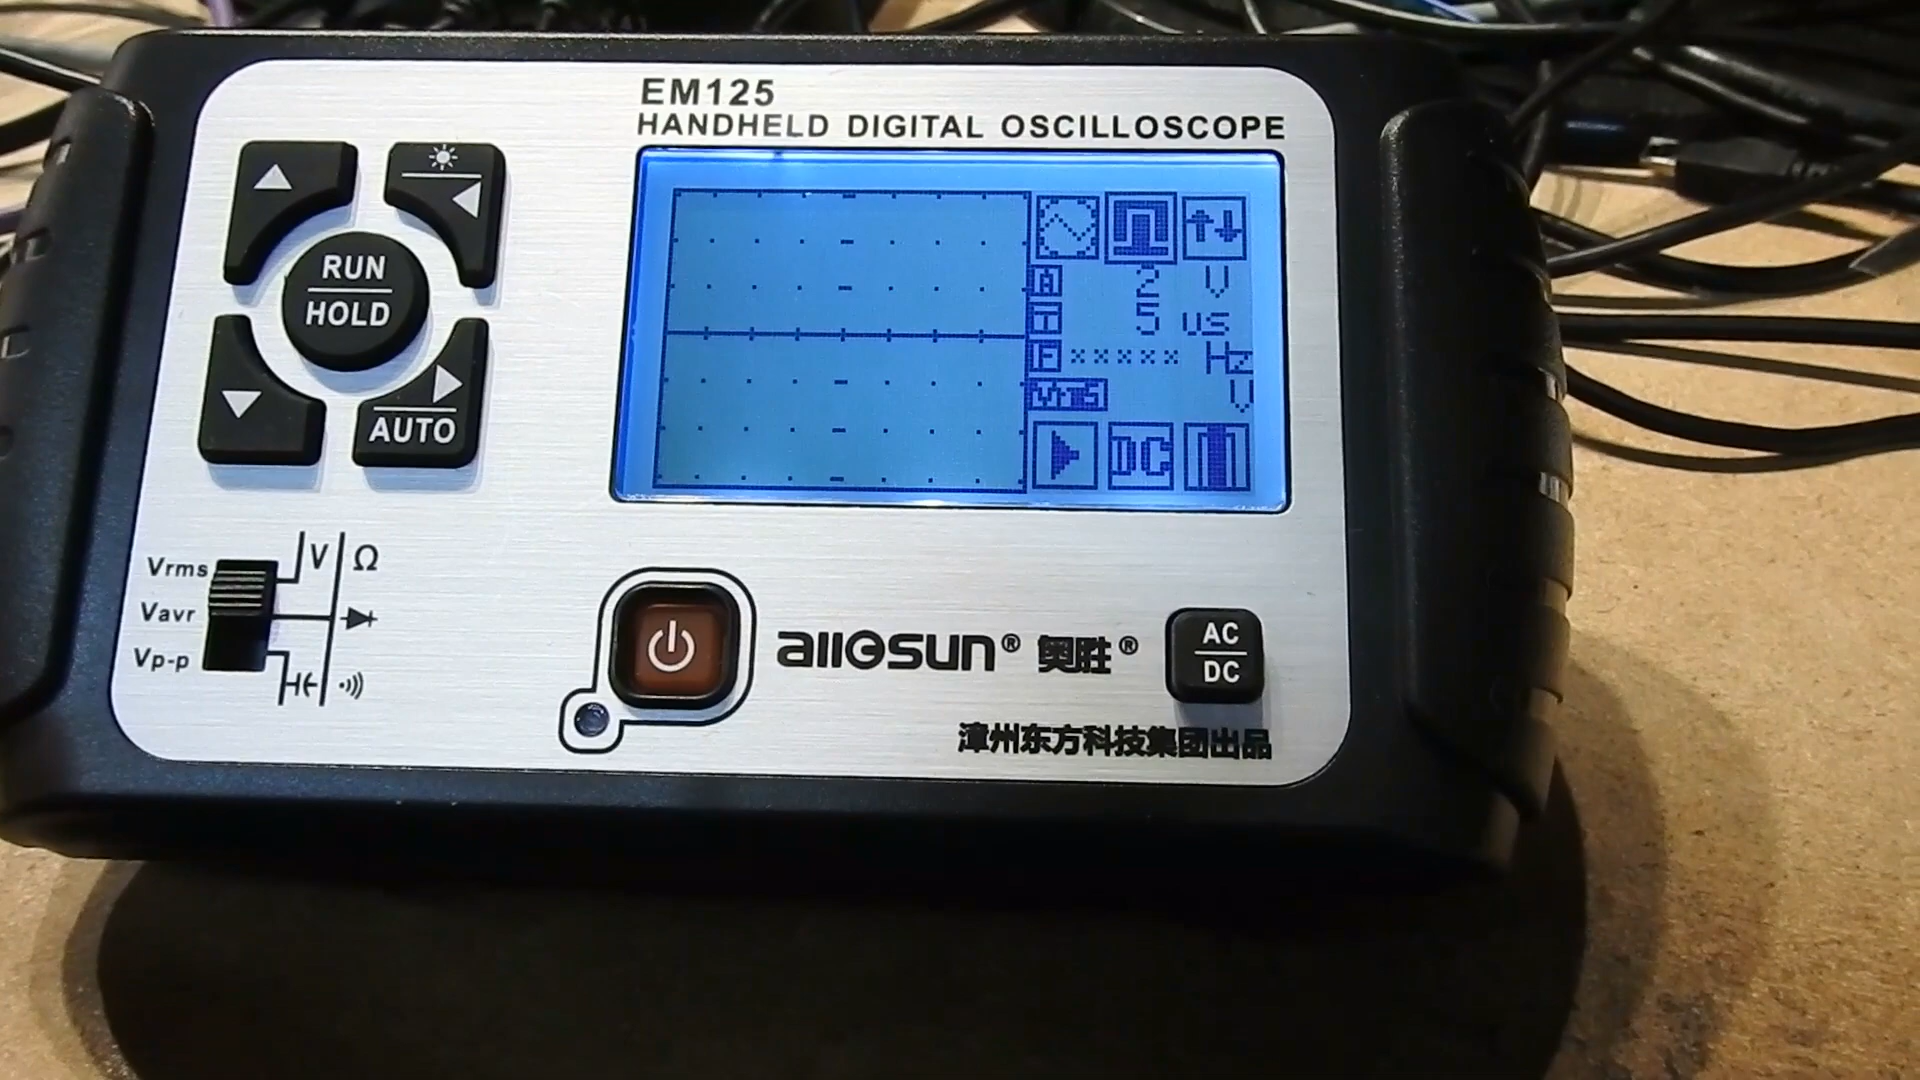 EM125
HANDHELD DIGITAL OSCILLOSCOPE
RUN
HOLD
AUTO
A 2 V
T 5 us
F ××××× Hz
Vrms V
DC
Vrms V Ω
Vavr
Vp-p
allosun® 奥胜®
AC
DC
漳州东方科技集团出品